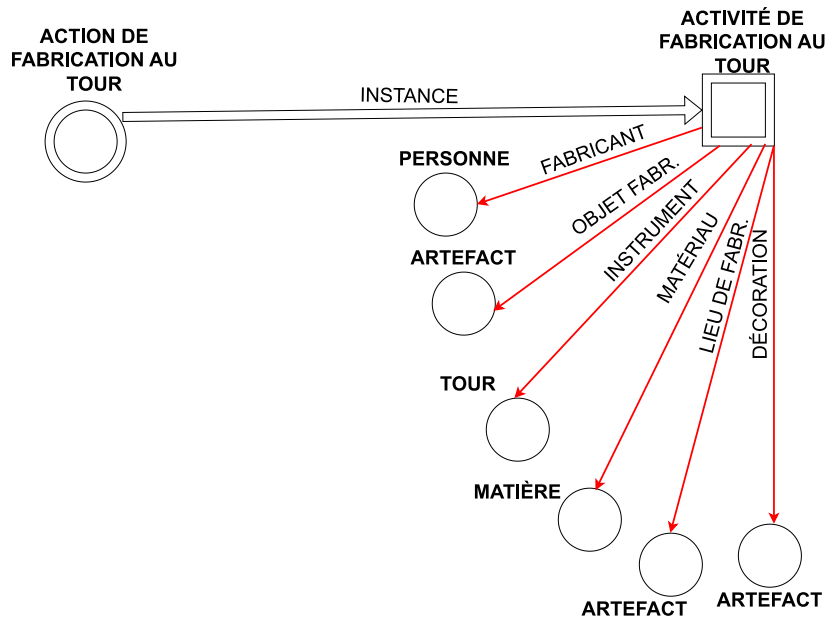 ACTION DE
FABRICATION AU
TOUR
ACTIVITÉ DE
FABRICATION AU
TOUR
INSTANCE
FABRICANT
PERSONNE
OBJET FABR.
ARTEFACT
INSTRUMENT
TOUR
MATÉRIAU
MATIÈRE
LIEU DE FABR.
ARTEFACT
DÉCORATION
ARTEFACT